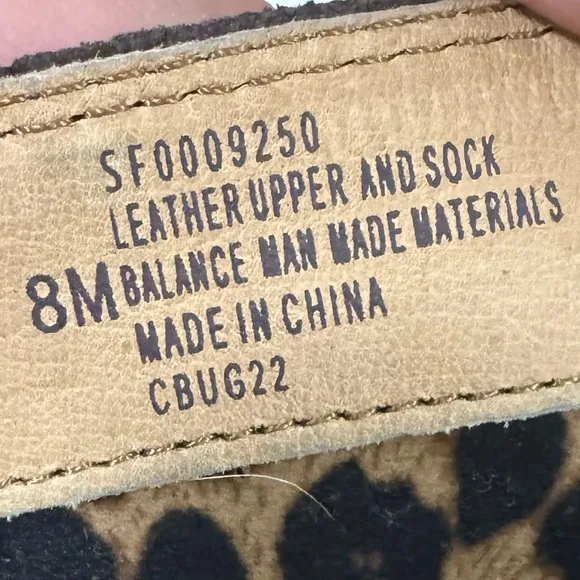 SF0009250
LEATHER UPPER AND SOCK
8M BALANCE MAN MADE MATERIALS
MADE IN CHINA
CBUG22